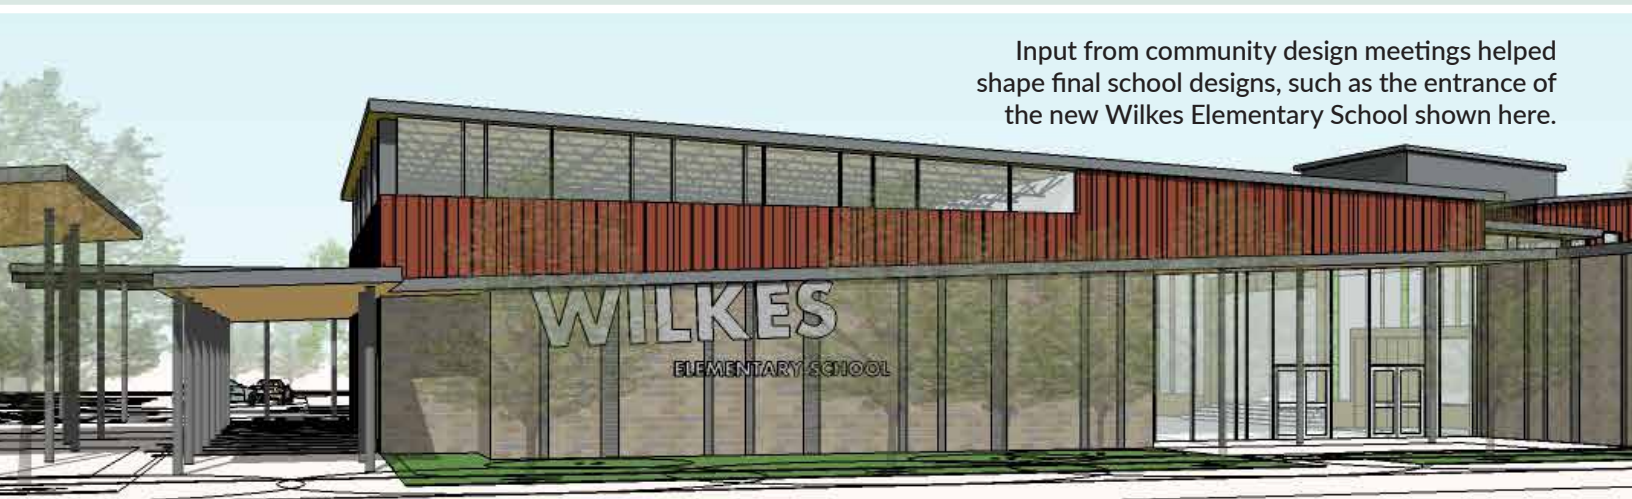 Input from community design meetings helped
shape final school designs, such as the entrance of
the new Wilkes Elementary School shown here.
WILKES
ELEMENTARY SCHOOL